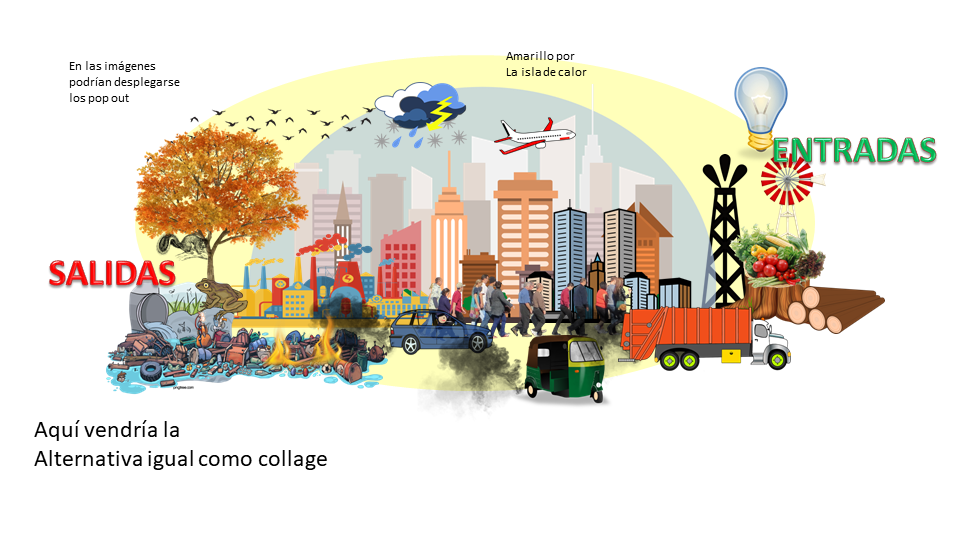 En las imágenes
podrían desplegarse
los pop out
Amarillo por
La isla de calor
ENTRADAS
SALIDAS
Aquí vendría la
Alternativa igual como collage